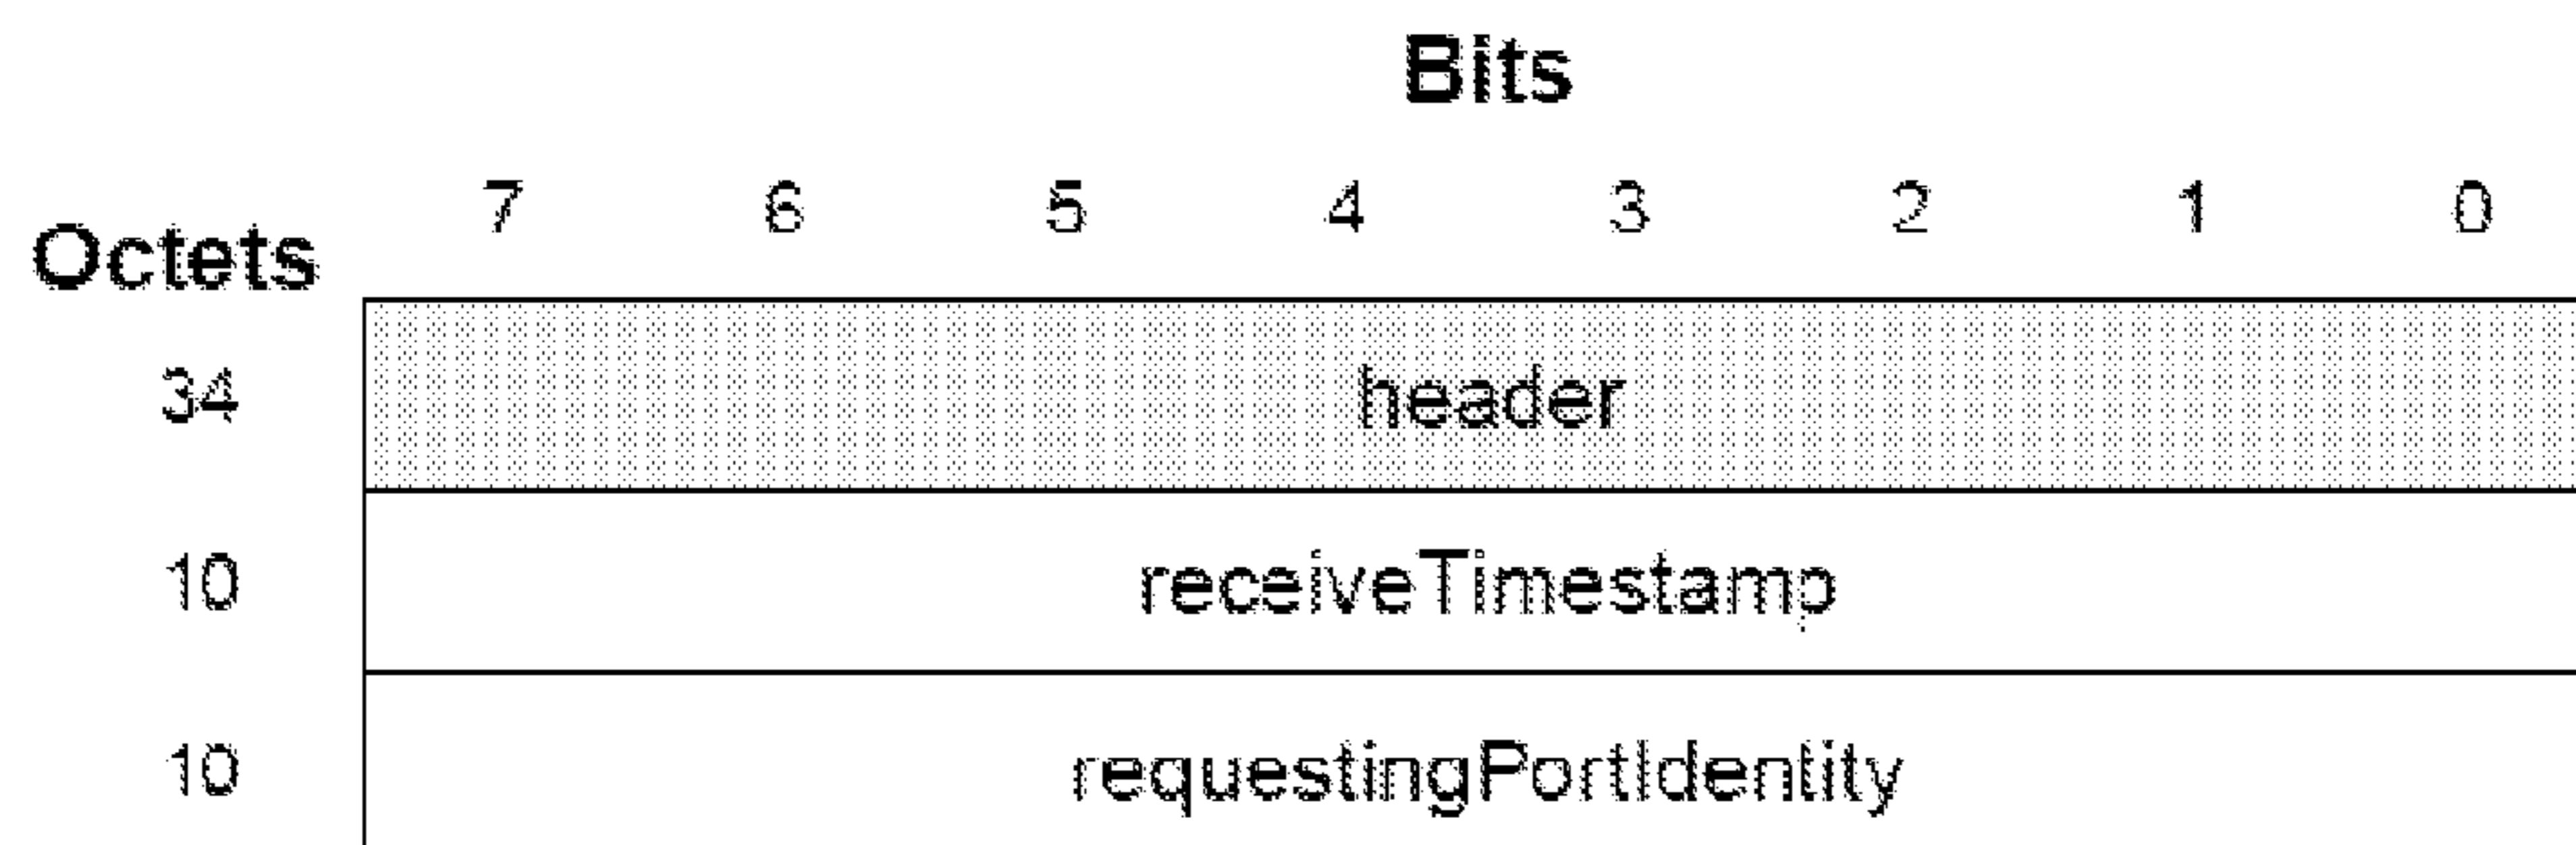 Bits
7 6 5 4 3 2 1 0
Octets
34 header
10 receiveTimestamp
10 requestingPortIdentity